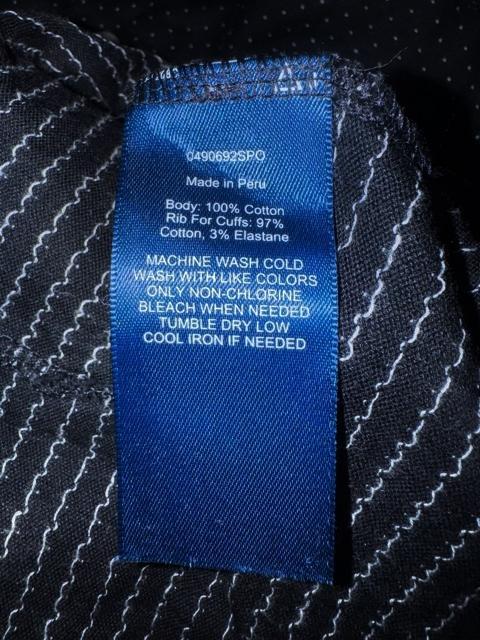 0490692SPO
Made in Peru
Body: 100% Cotton
Rib For Cuffs: 97%
Cotton, 3% Elastane
MACHINE WASH COLD
WASH WITH LIKE COLORS
ONLY NON-CHLORINE
BLEACH WHEN NEEDED
TUMBLE DRY LOW
COOL IRON IF NEEDED